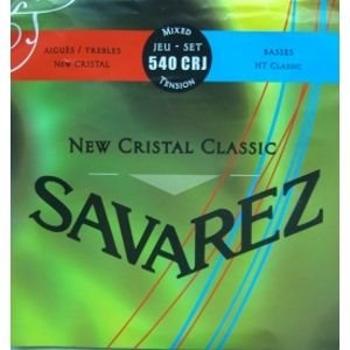 MIXED
JEU - SET
540 CRJ
TENSION
AIGUËS / TREBLES
NEW CRISTAL
BASSES
HT CLASSIC
NEW CRISTAL CLASSIC
SAVAREZ